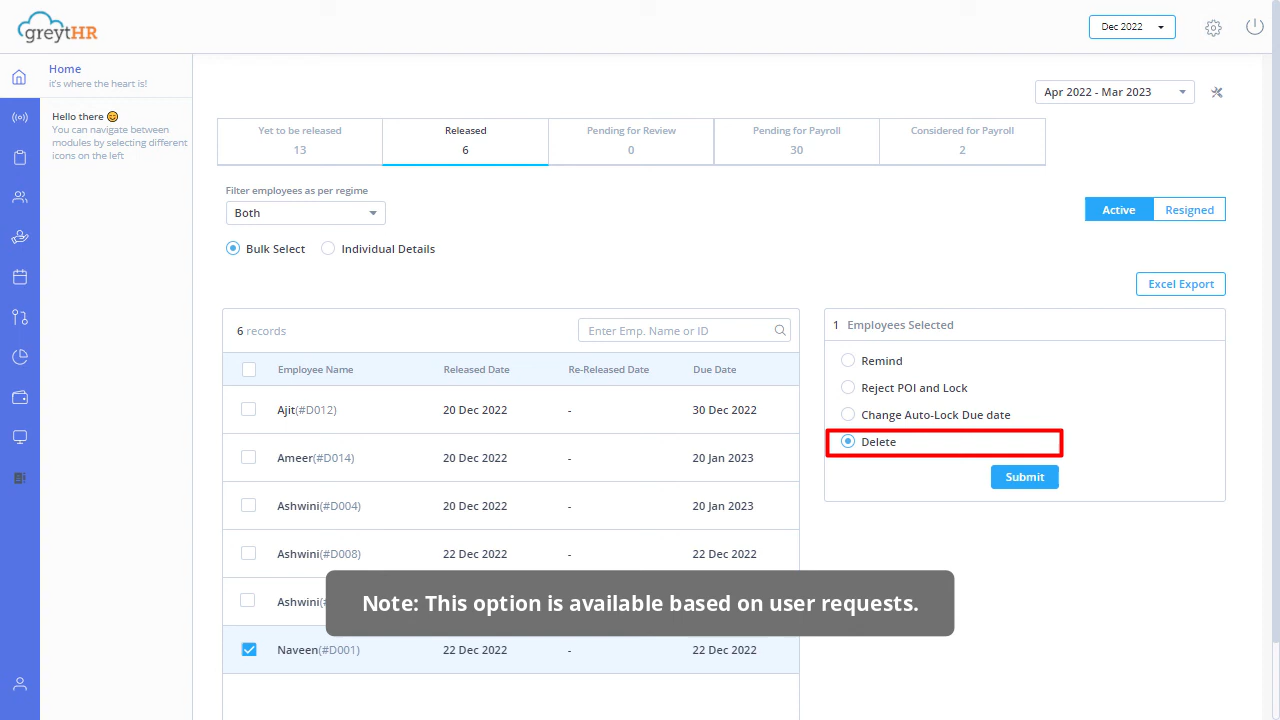 greytHR
Dec 2022
Home
it's where the heart is!
Hello there 😊
You can navigate between
modules by selecting different
icons on the left
Apr 2022 - Mar 2023
Yet to be released
13
Released
6
Pending for Review
0
Pending for Payroll
30
Considered for Payroll
2
Filter employees as per regime
Both
Active
Resigned
Bulk Select
Individual Details
Excel Export
6 records
Enter Emp. Name or ID
Employee Name Released Date Re-Released Date Due Date
Ajit(#D012) 20 Dec 2022 - 30 Dec 2022
Ameer(#D014) 20 Dec 2022 - 20 Jan 2023
Ashwini(#D004) 20 Dec 2022 - 20 Jan 2023
Ashwini(#D008) 22 Dec 2022 - 22 Dec 2022
Ashwini(
Naveen(#D001) 22 Dec 2022 - 22 Dec 2022
1 Employees Selected
Remind
Reject POI and Lock
Change Auto-Lock Due date
Delete
Submit
Note: This option is available based on user requests.